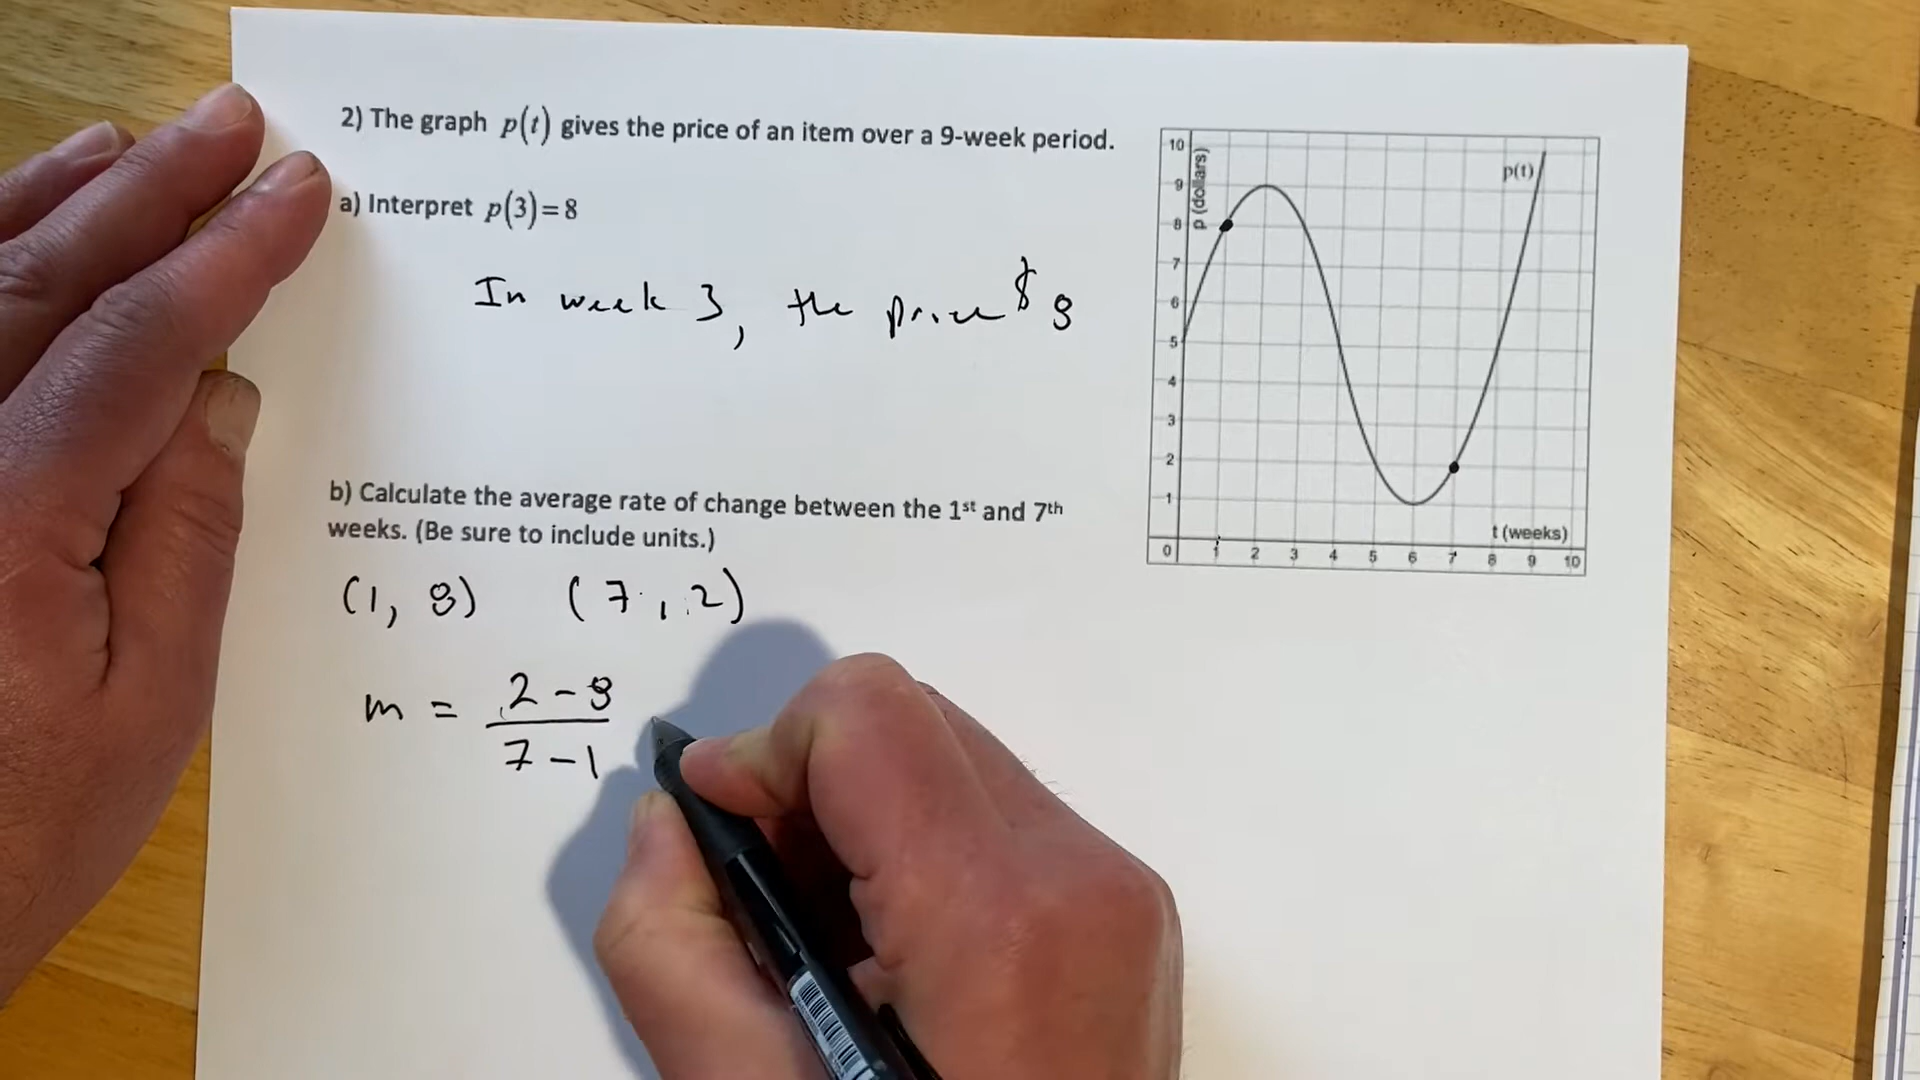 2) The graph p(t) gives the price of an item over a 9-week period.
a) Interpret p(3)=8
In week 3, the price $ 8
b) Calculate the average rate of change between the 1st and 7th
weeks. (Be sure to include units.)
(1, 8) (7, 2)
m = 2 - 8
7 - 1
10
9
8
7
6
5
4
3
2
1
p (dollars)
p(t)
t (weeks)
0 1 2 3 4 5 6 7 8 9 10